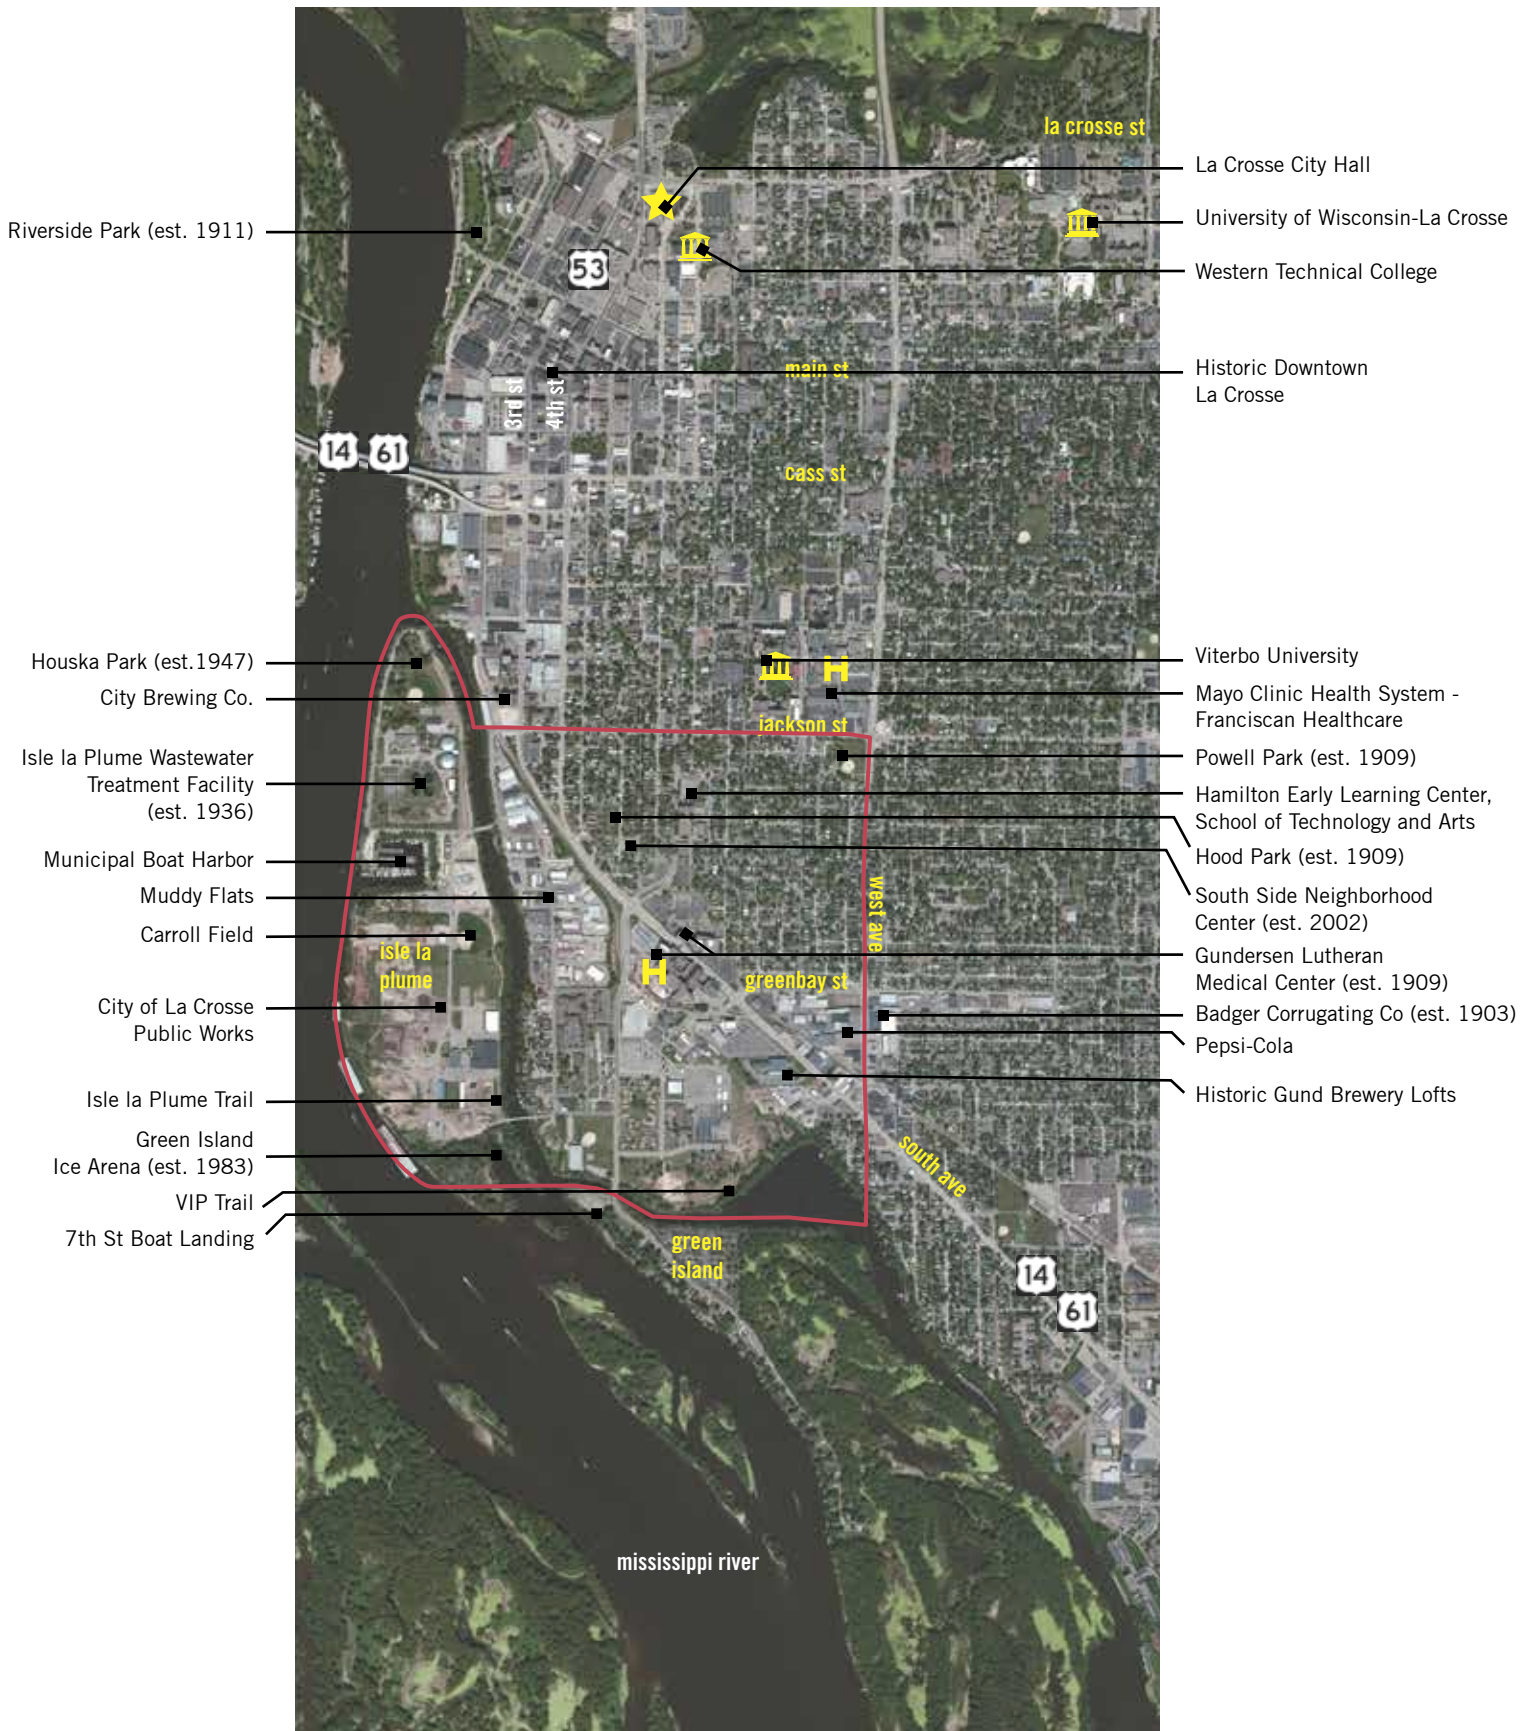 la crosse st
La Crosse City Hall
University of Wisconsin-La Crosse
Riverside Park (est. 1911)
Western Technical College
53
main st
Historic Downtown
La Crosse
3rd st
4th st
14
61
cass st
Houska Park (est.1947)
City Brewing Co.
Isle la Plume Wastewater
Treatment Facility
(est. 1936)
Municipal Boat Harbor
Muddy Flats
Carroll Field
City of La Crosse
Public Works
Isle la Plume Trail
Green Island
Ice Arena (est. 1983)
VIP Trail
7th St Boat Landing
H
jackson st
isle la
plume
west ave
H
greenbay st
south ave
green
island
Viterbo University
Mayo Clinic Health System -
Franciscan Healthcare
Powell Park (est. 1909)
Hamilton Early Learning Center,
School of Technology and Arts
Hood Park (est. 1909)
South Side Neighborhood
Center (est. 2002)
Gundersen Lutheran
Medical Center (est. 1909)
Badger Corrugating Co (est. 1903)
Pepsi-Cola
Historic Gund Brewery Lofts
14
61
mississippi river